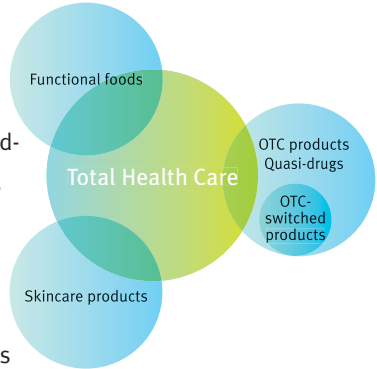 Functional foods
d-
OTC products
Quasi-drugs
Total Health Care
OTC-
switched
products
Skincare products
s